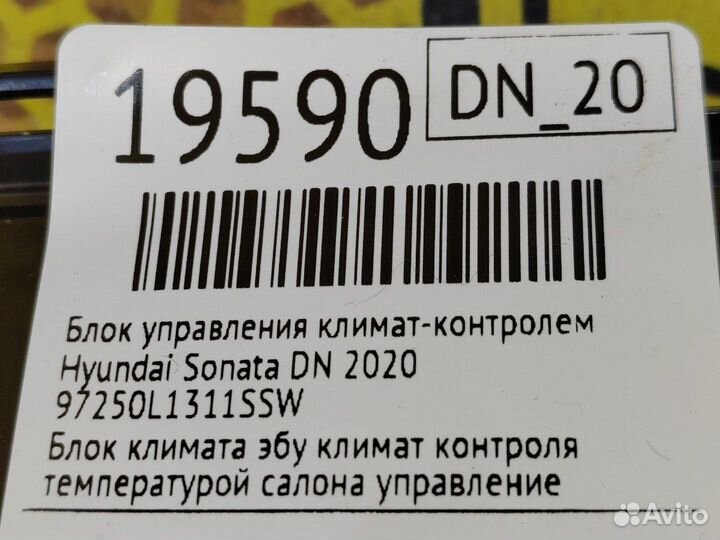 19590
DN_20
Блок управления климат-контролем
Hyundai Sonata DN 2020
97250L1311SSW
Блок климата эбу климат контроля
температурой салона управление
Avito